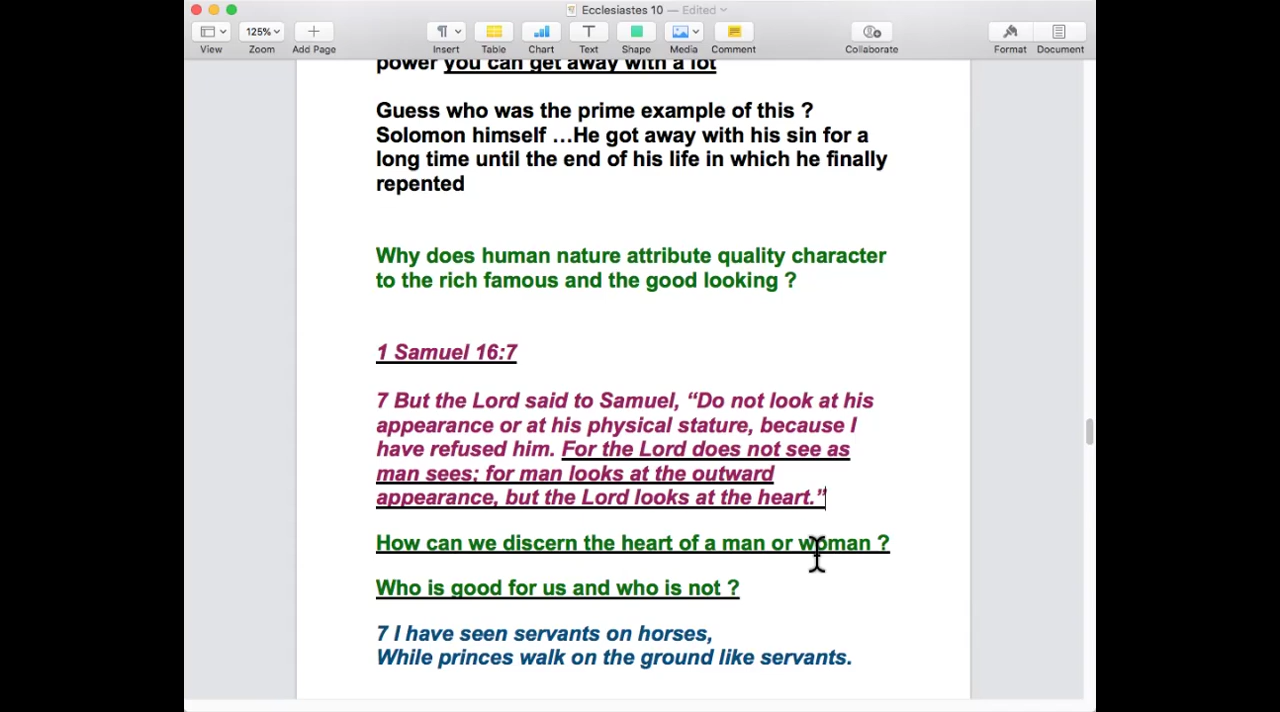 Ecclesiastes 10 — Edited
125%
View
Zoom
Add Page
Insert
Table
Chart
Text
Shape
Media
Comment
Collaborate
Format
Document
power you can get away with a lot
Guess who was the prime example of this ?
Solomon himself …He got away with his sin for a
long time until the end of his life in which he finally
repented
Why does human nature attribute quality character
to the rich famous and the good looking ?
1 Samuel 16:7
7 But the Lord said to Samuel, “Do not look at his
appearance or at his physical stature, because I
have refused him. For the Lord does not see as
man sees; for man looks at the outward
appearance, but the Lord looks at the heart.”
How can we discern the heart of a man or woman ?
Who is good for us and who is not ?
7 I have seen servants on horses,
While princes walk on the ground like servants.